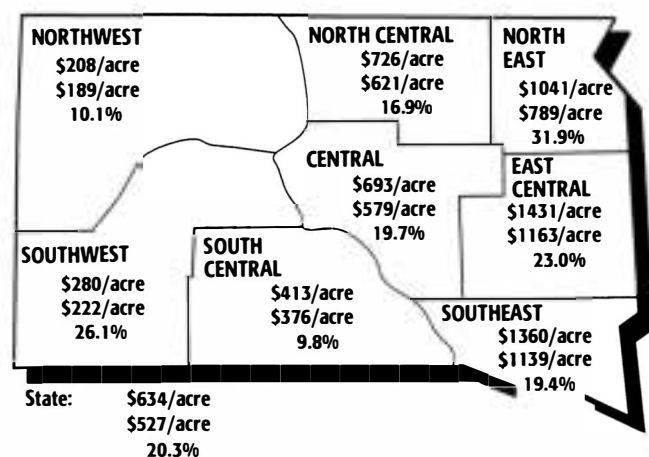 NORTHWEST
$208/acre
$189/acre
10.1%
NORTH CENTRAL
$726/acre
$621/acre
16.9%
NORTH
EAST
$1041/acre
$789/acre
31.9%
CENTRAL
$693/acre
$579/acre
19.7%
EAST
CENTRAL
$1431/acre
$1163/acre
23.0%
SOUTHWEST
$280/acre
$222/acre
26.1%
SOUTH
CENTRAL
$413/acre
$376/acre
9.8%
SOUTHEAST
$1360/acre
$1139/acre
19.4%
State: $634/acre
$527/acre
20.3%